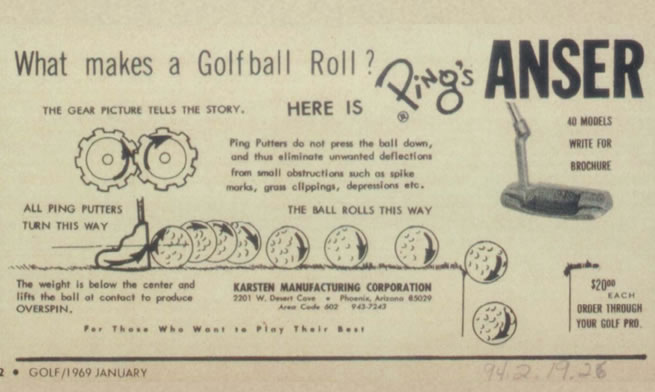 What makes a Golfball Roll?
THE GEAR PICTURE TELLS THE STORY.
HERE IS
PiNG's
®
ANSER
40 MODELS
WRITE FOR
BROCHURE
Ping Putters do not press the ball down,
and thus eliminate unwanted deflections
from small obstructions such as spike
marks, grass clippings, depressions etc.
ALL PING PUTTERS
TURN THIS WAY
THE BALL ROLLS THIS WAY
The weight is below the center and
lifts the ball at contact to produce
OVERSPIN.
KARSTEN MANUFACTURING CORPORATION
2201 W. Desert Cove • Phoenix, Arizona 85029
Area Code 602 943-7243
For Those Who Want to Play Their Best
$20⁰⁰
EACH
ORDER THROUGH
YOUR GOLF PRO.
2 • GOLF/1969 JANUARY
94.2.19.28